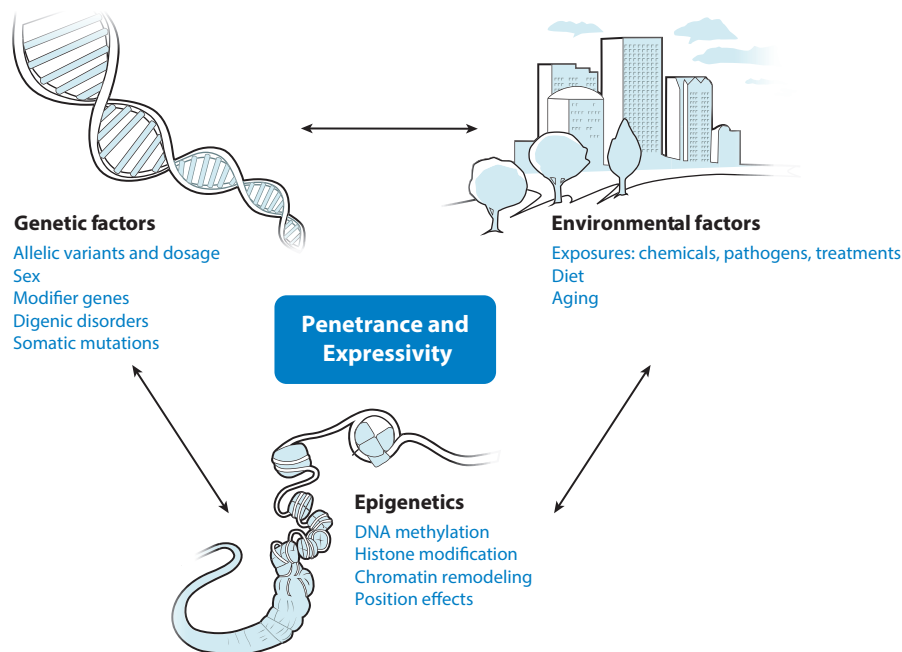 Genetic factors
Allelic variants and dosage
Sex
Modifier genes
Digenic disorders
Somatic mutations
Environmental factors
Exposures: chemicals, pathogens, treatments
Diet
Aging
Penetrance and
Expressivity
Epigenetics
DNA methylation
Histone modification
Chromatin remodeling
Position effects